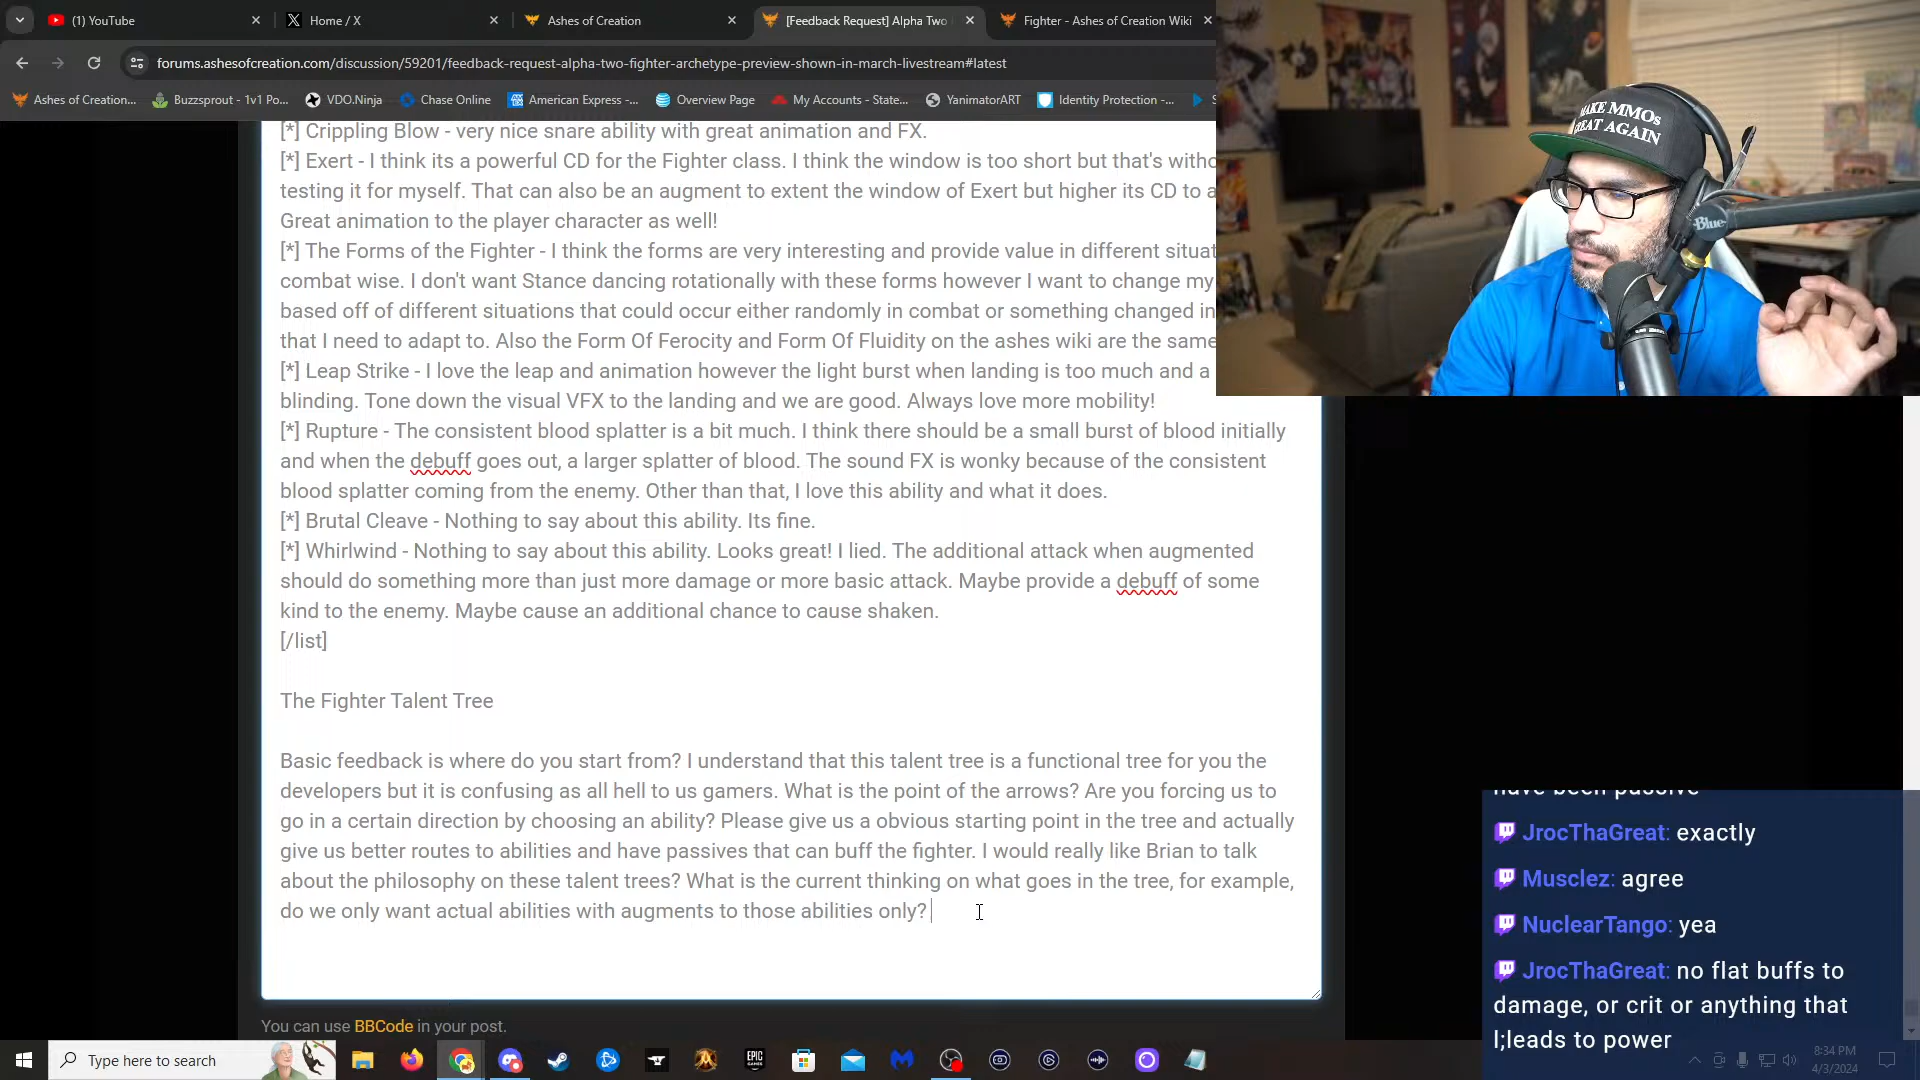 (1) YouTube
Home / X
Ashes of Creation
[Feedback Request] Alpha Two
Fighter - Ashes of Creation Wiki
forums.ashesofcreation.com/discussion/59201/feedback-request-alpha-two-fighter-archetype-preview-shown-in-march-livestream#latest
Ashes of Creation...
Buzzsprout - 1v1 Po...
VDO.Ninja
Chase Online
American Express -...
Overview Page
My Accounts - State...
YanimatorART
Identity Protection -...
MAKE MMOs
GREAT AGAIN
Blue
[*] Crippling Blow - very nice snare ability with great animation and FX.
[*] Exert - I think its a powerful CD for the Fighter class. I think the window is too short but that's witho
testing it for myself. That can also be an augment to extent the window of Exert but higher its CD to a
Great animation to the player character as well!
[*] The Forms of the Fighter - I think the forms are very interesting and provide value in different situat
combat wise. I don't want Stance dancing rotationally with these forms however I want to change my
based off of different situations that could occur either randomly in combat or something changed in
that I need to adapt to. Also the Form Of Ferocity and Form Of Fluidity on the ashes wiki are the same
[*] Leap Strike - I love the leap and animation however the light burst when landing is too much and a
blinding. Tone down the visual VFX to the landing and we are good. Always love more mobility!
[*] Rupture - The consistent blood splatter is a bit much. I think there should be a small burst of blood initially
and when the debuff goes out, a larger splatter of blood. The sound FX is wonky because of the consistent
blood splatter coming from the enemy. Other than that, I love this ability and what it does.
[*] Brutal Cleave - Nothing to say about this ability. Its fine.
[*] Whirlwind - Nothing to say about this ability. Looks great! I lied. The additional attack when augmented
should do something more than just more damage or more basic attack. Maybe provide a debuff of some
kind to the enemy. Maybe cause an additional chance to cause shaken.
[/list]
The Fighter Talent Tree
Basic feedback is where do you start from? I understand that this talent tree is a functional tree for you the
developers but it is confusing as all hell to us gamers. What is the point of the arrows? Are you forcing us to
go in a certain direction by choosing an ability? Please give us a obvious starting point in the tree and actually
give us better routes to abilities and have passives that can buff the fighter. I would really like Brian to talk
about the philosophy on these talent trees? What is the current thinking on what goes in the tree, for example,
do we only want actual abilities with augments to those abilities only?
You can use BBCode in your post.
have been passive
JrocThaGreat: exactly
Musclez: agree
NuclearTango: yea
JrocThaGreat: no flat buffs to
damage, or crit or anything that
l;leads to power
Type here to search
EPIC
GAMES
8:34 PM
4/3/2024